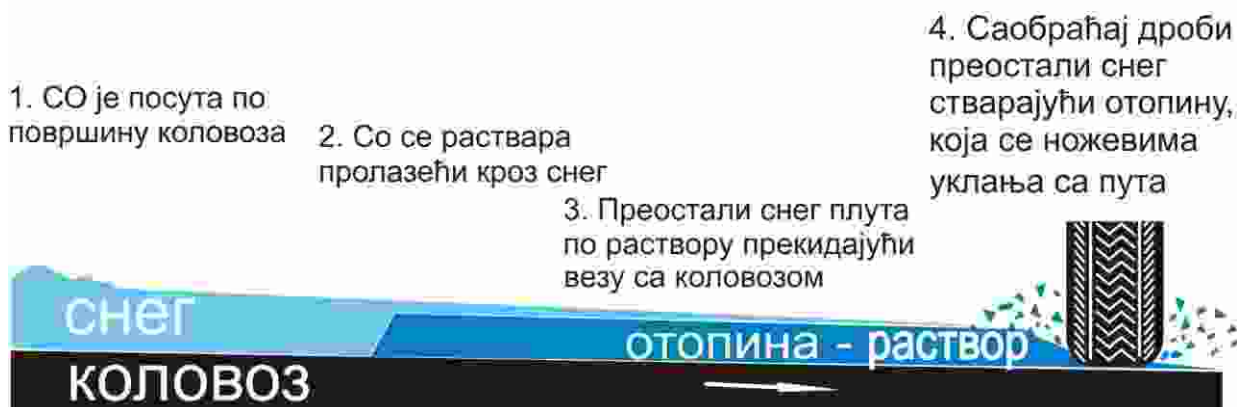 1. СО је посута по
површину коловоза
2. Со се раствара
пролазећи кроз снег
3. Преостали снег плута
по раствору прекидајући
везу са коловозом
4. Саобраћај дроби
преостали снег
стварајући отопину,
која се ножевима
уклања са пута
снег
отопина - раствор
коловоз